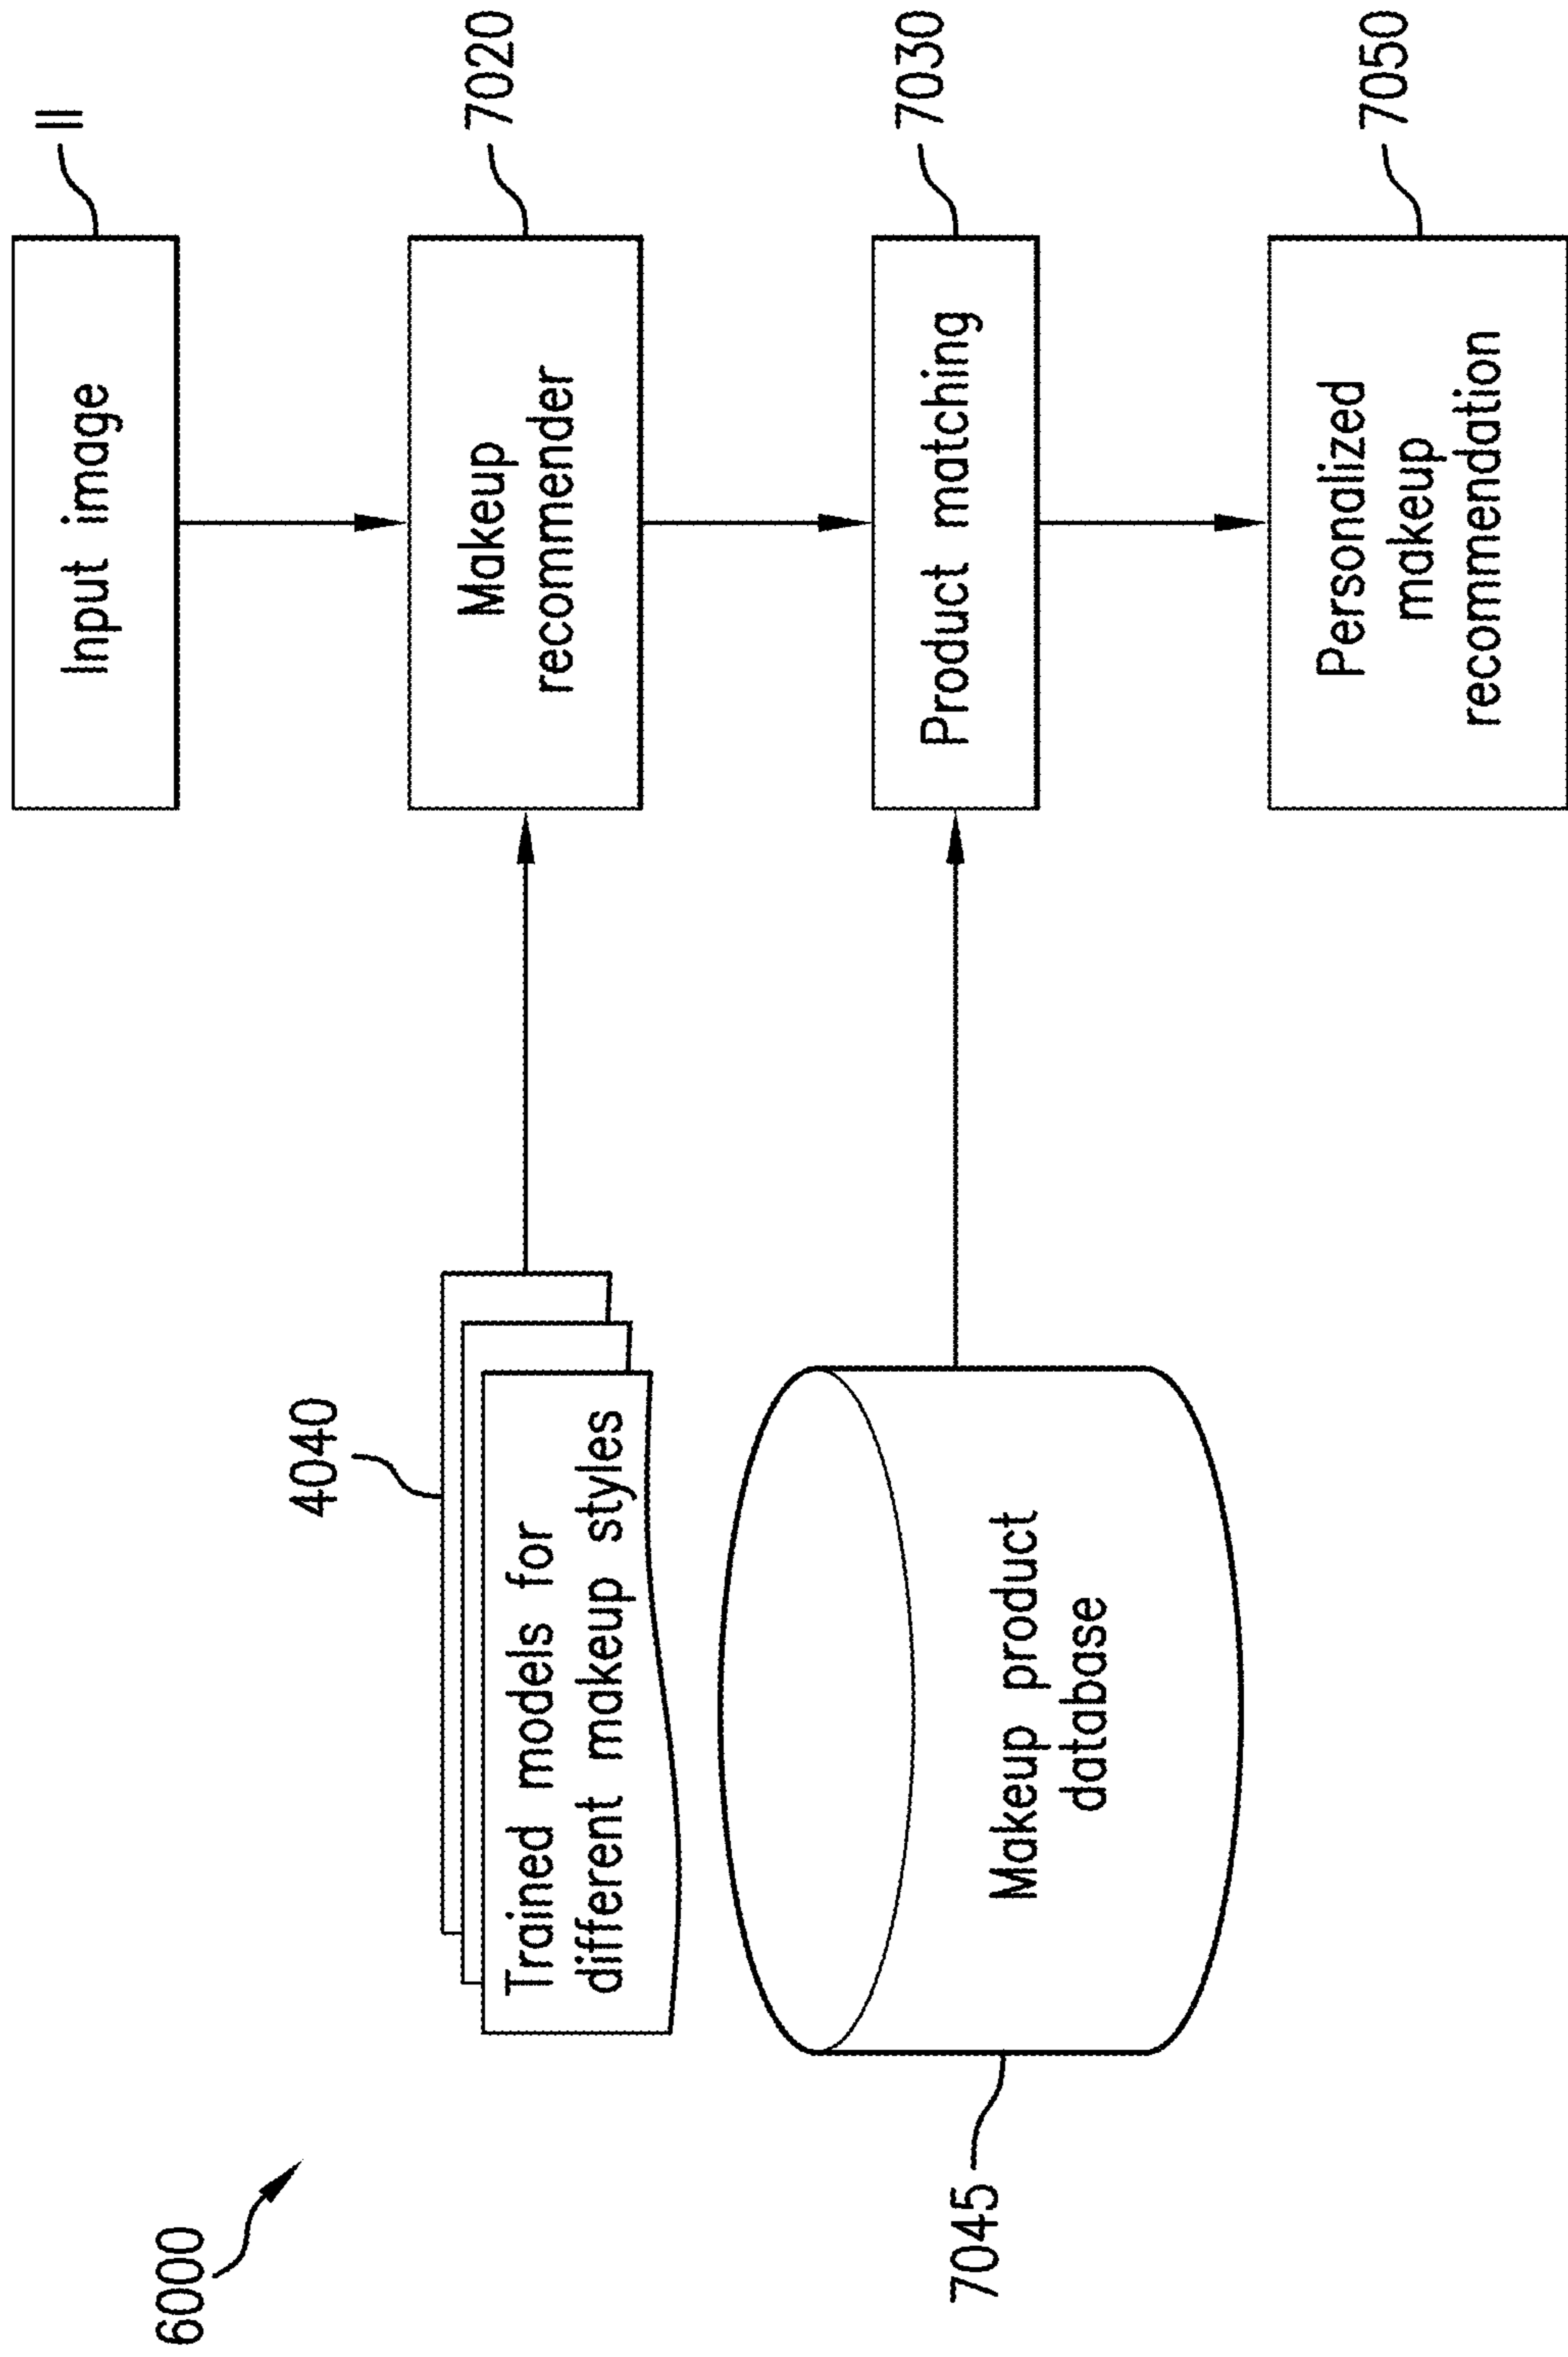 6000
4040
Trained models for
different makeup styles
7045
Makeup product
database
Input image
II
Makeup
recommender
7020
Product matching
7030
Personalized
makeup
recommendation
7050